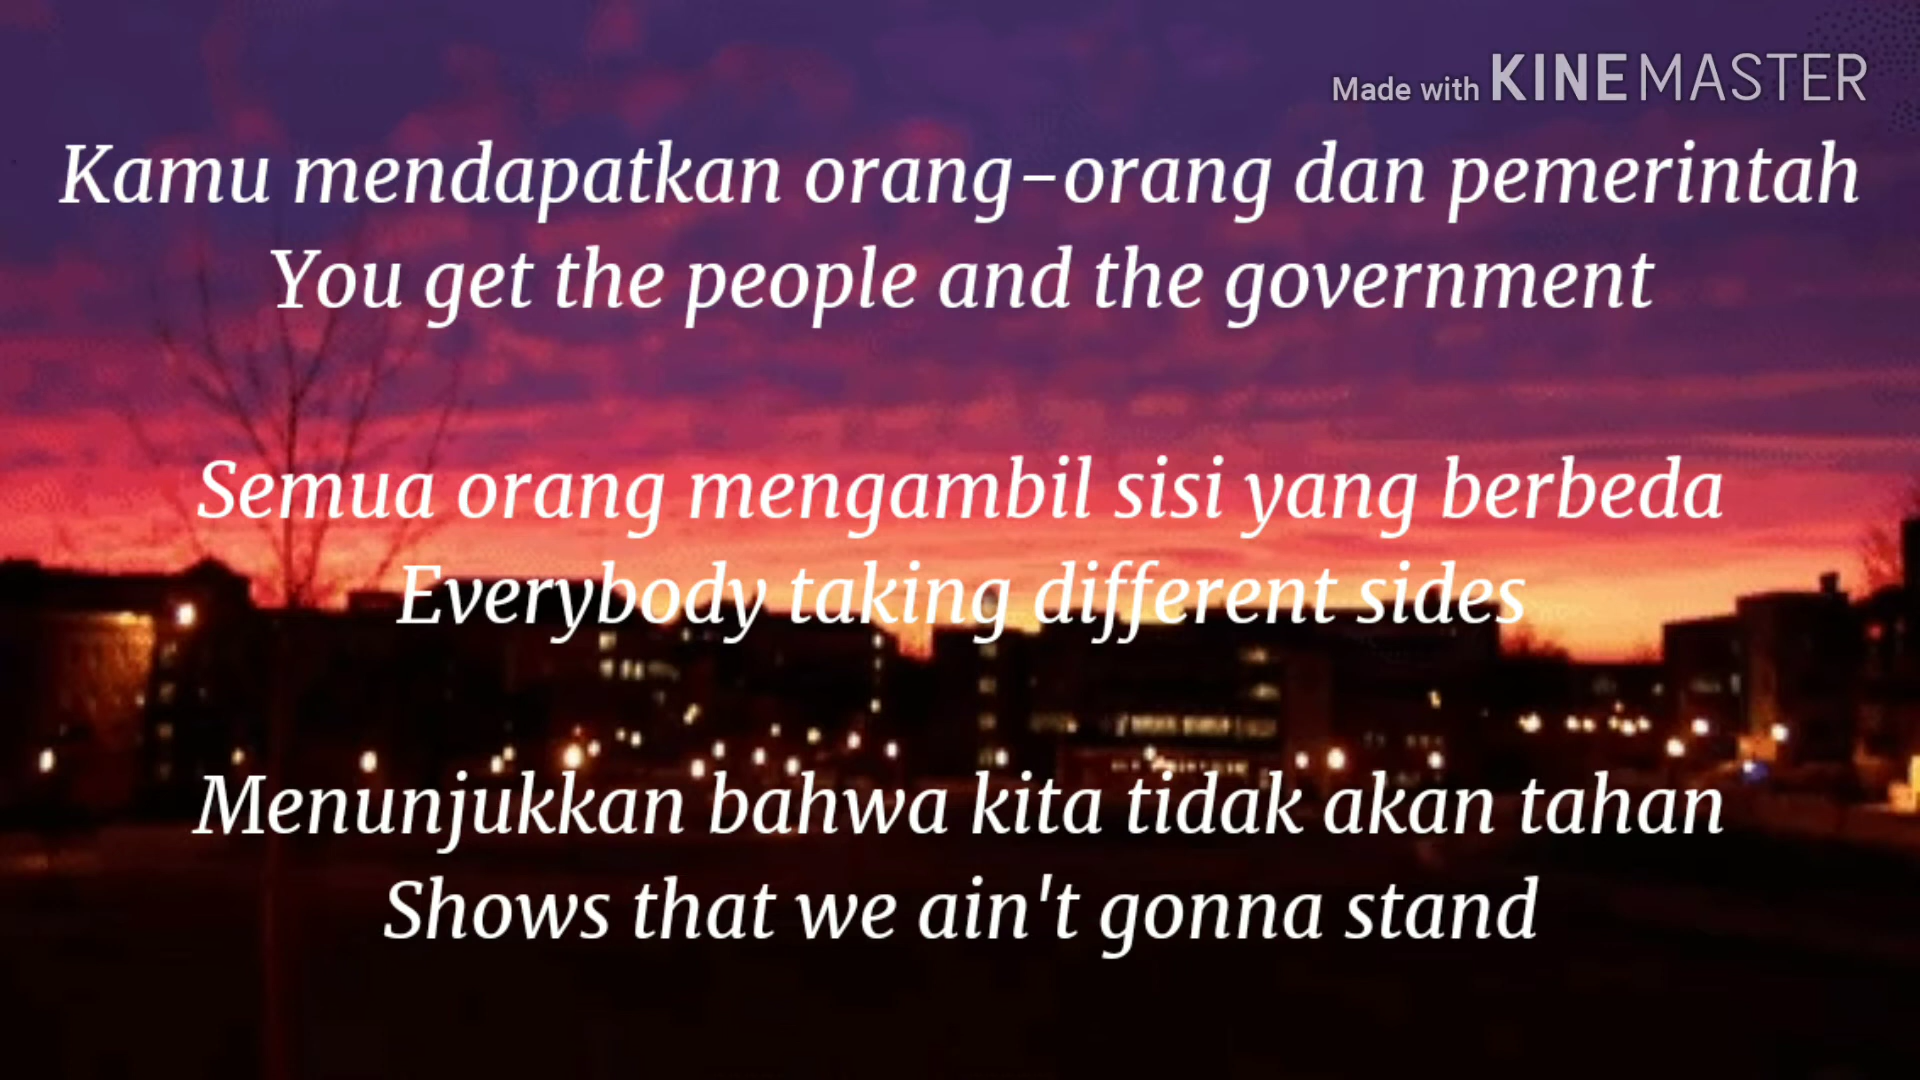 Made with KINEMASTER
Kamu mendapatkan orang-orang dan pemerintah
You get the people and the government
Semua orang mengambil sisi yang berbeda
Everybody taking different sides
Menunjukkan bahwa kita tidak akan tahan
Shows that we ain't gonna stand